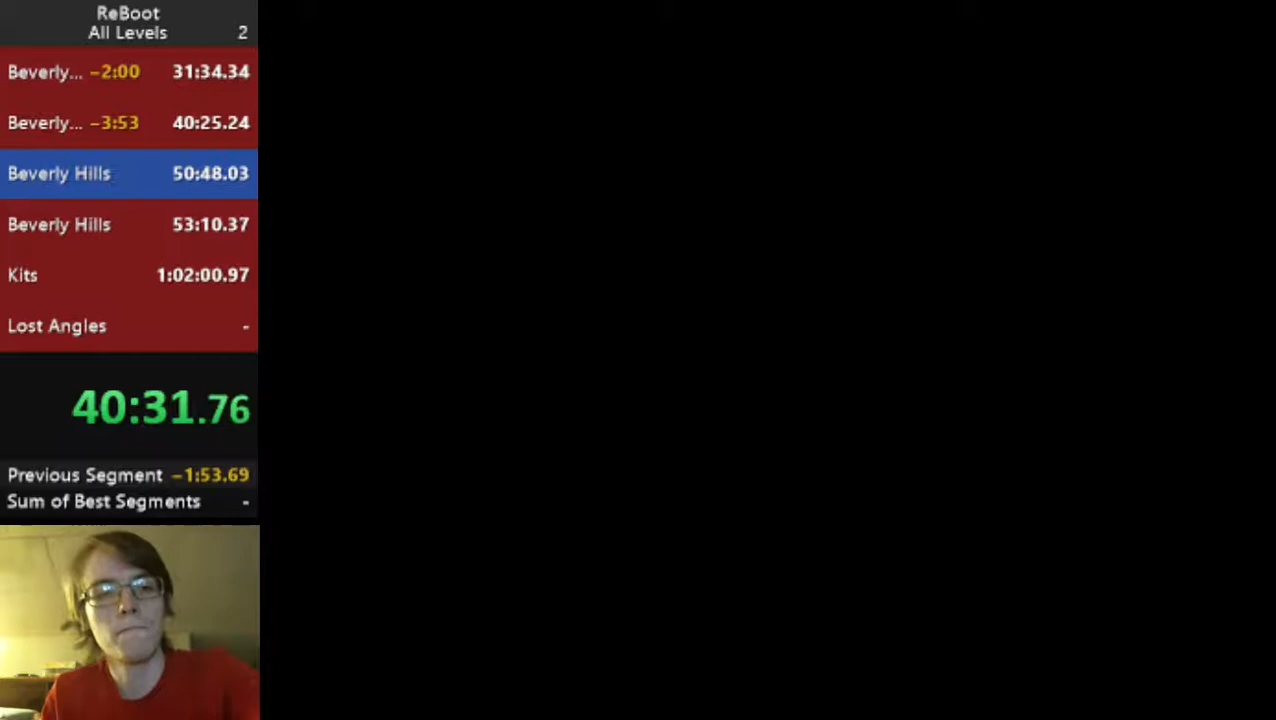 ReBoot
All Levels 2
Beverly... −2:00 31:34.34
Beverly... −3:53 40:25.24
Beverly Hills 50:48.03
Beverly Hills 53:10.37
Kits 1:02:00.97
Lost Angles -
40:31.76
Previous Segment −1:53.69
Sum of Best Segments -